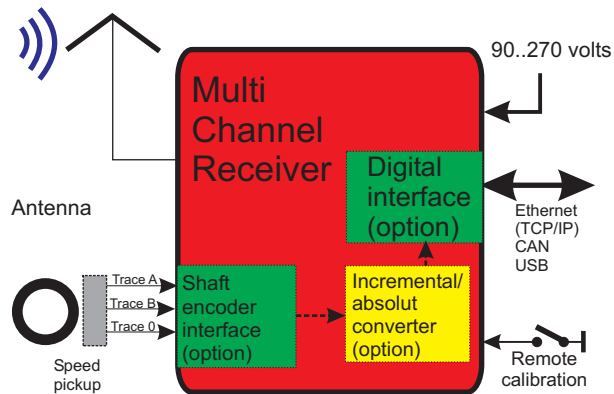 90..270 volts
Multi
Channel
Receiver
Digital
interface
(option)
Ethernet
(TCP/IP)
CAN
USB
Antenna
Trace A
Trace B
Trace 0
Speed
pickup
Shaft
encoder
interface
(option)
Incremental/
absolut
converter
(option)
Remote
calibration